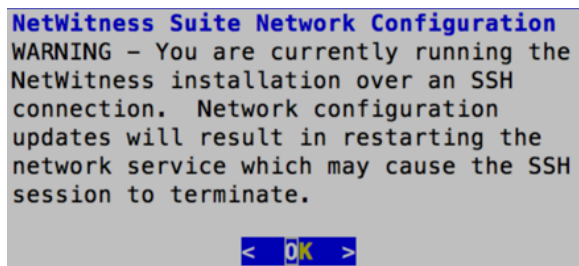 NetWitness Suite Network Configuration
WARNING – You are currently running the
NetWitness installation over an SSH
connection.  Network configuration
updates will result in restarting the
network service which may cause the SSH
session to terminate.
<  OK  >